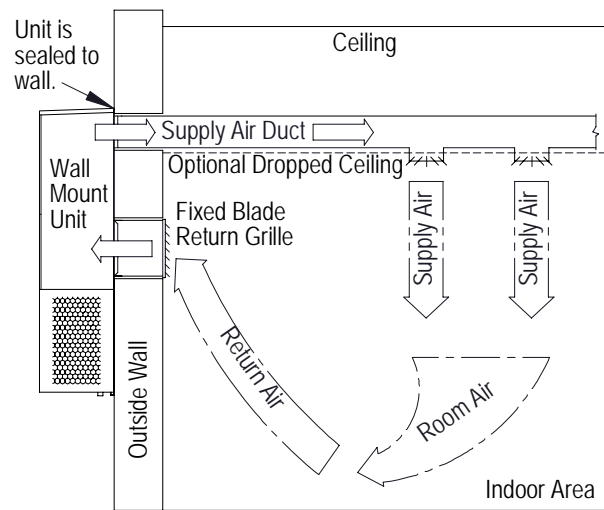 Unit is
sealed to
wall.
Ceiling
Supply Air Duct
Optional Dropped Ceiling
Wall
Mount
Unit
Fixed Blade
Return Grille
Supply Air
Supply Air
Return Air
Room Air
Outside Wall
Indoor Area